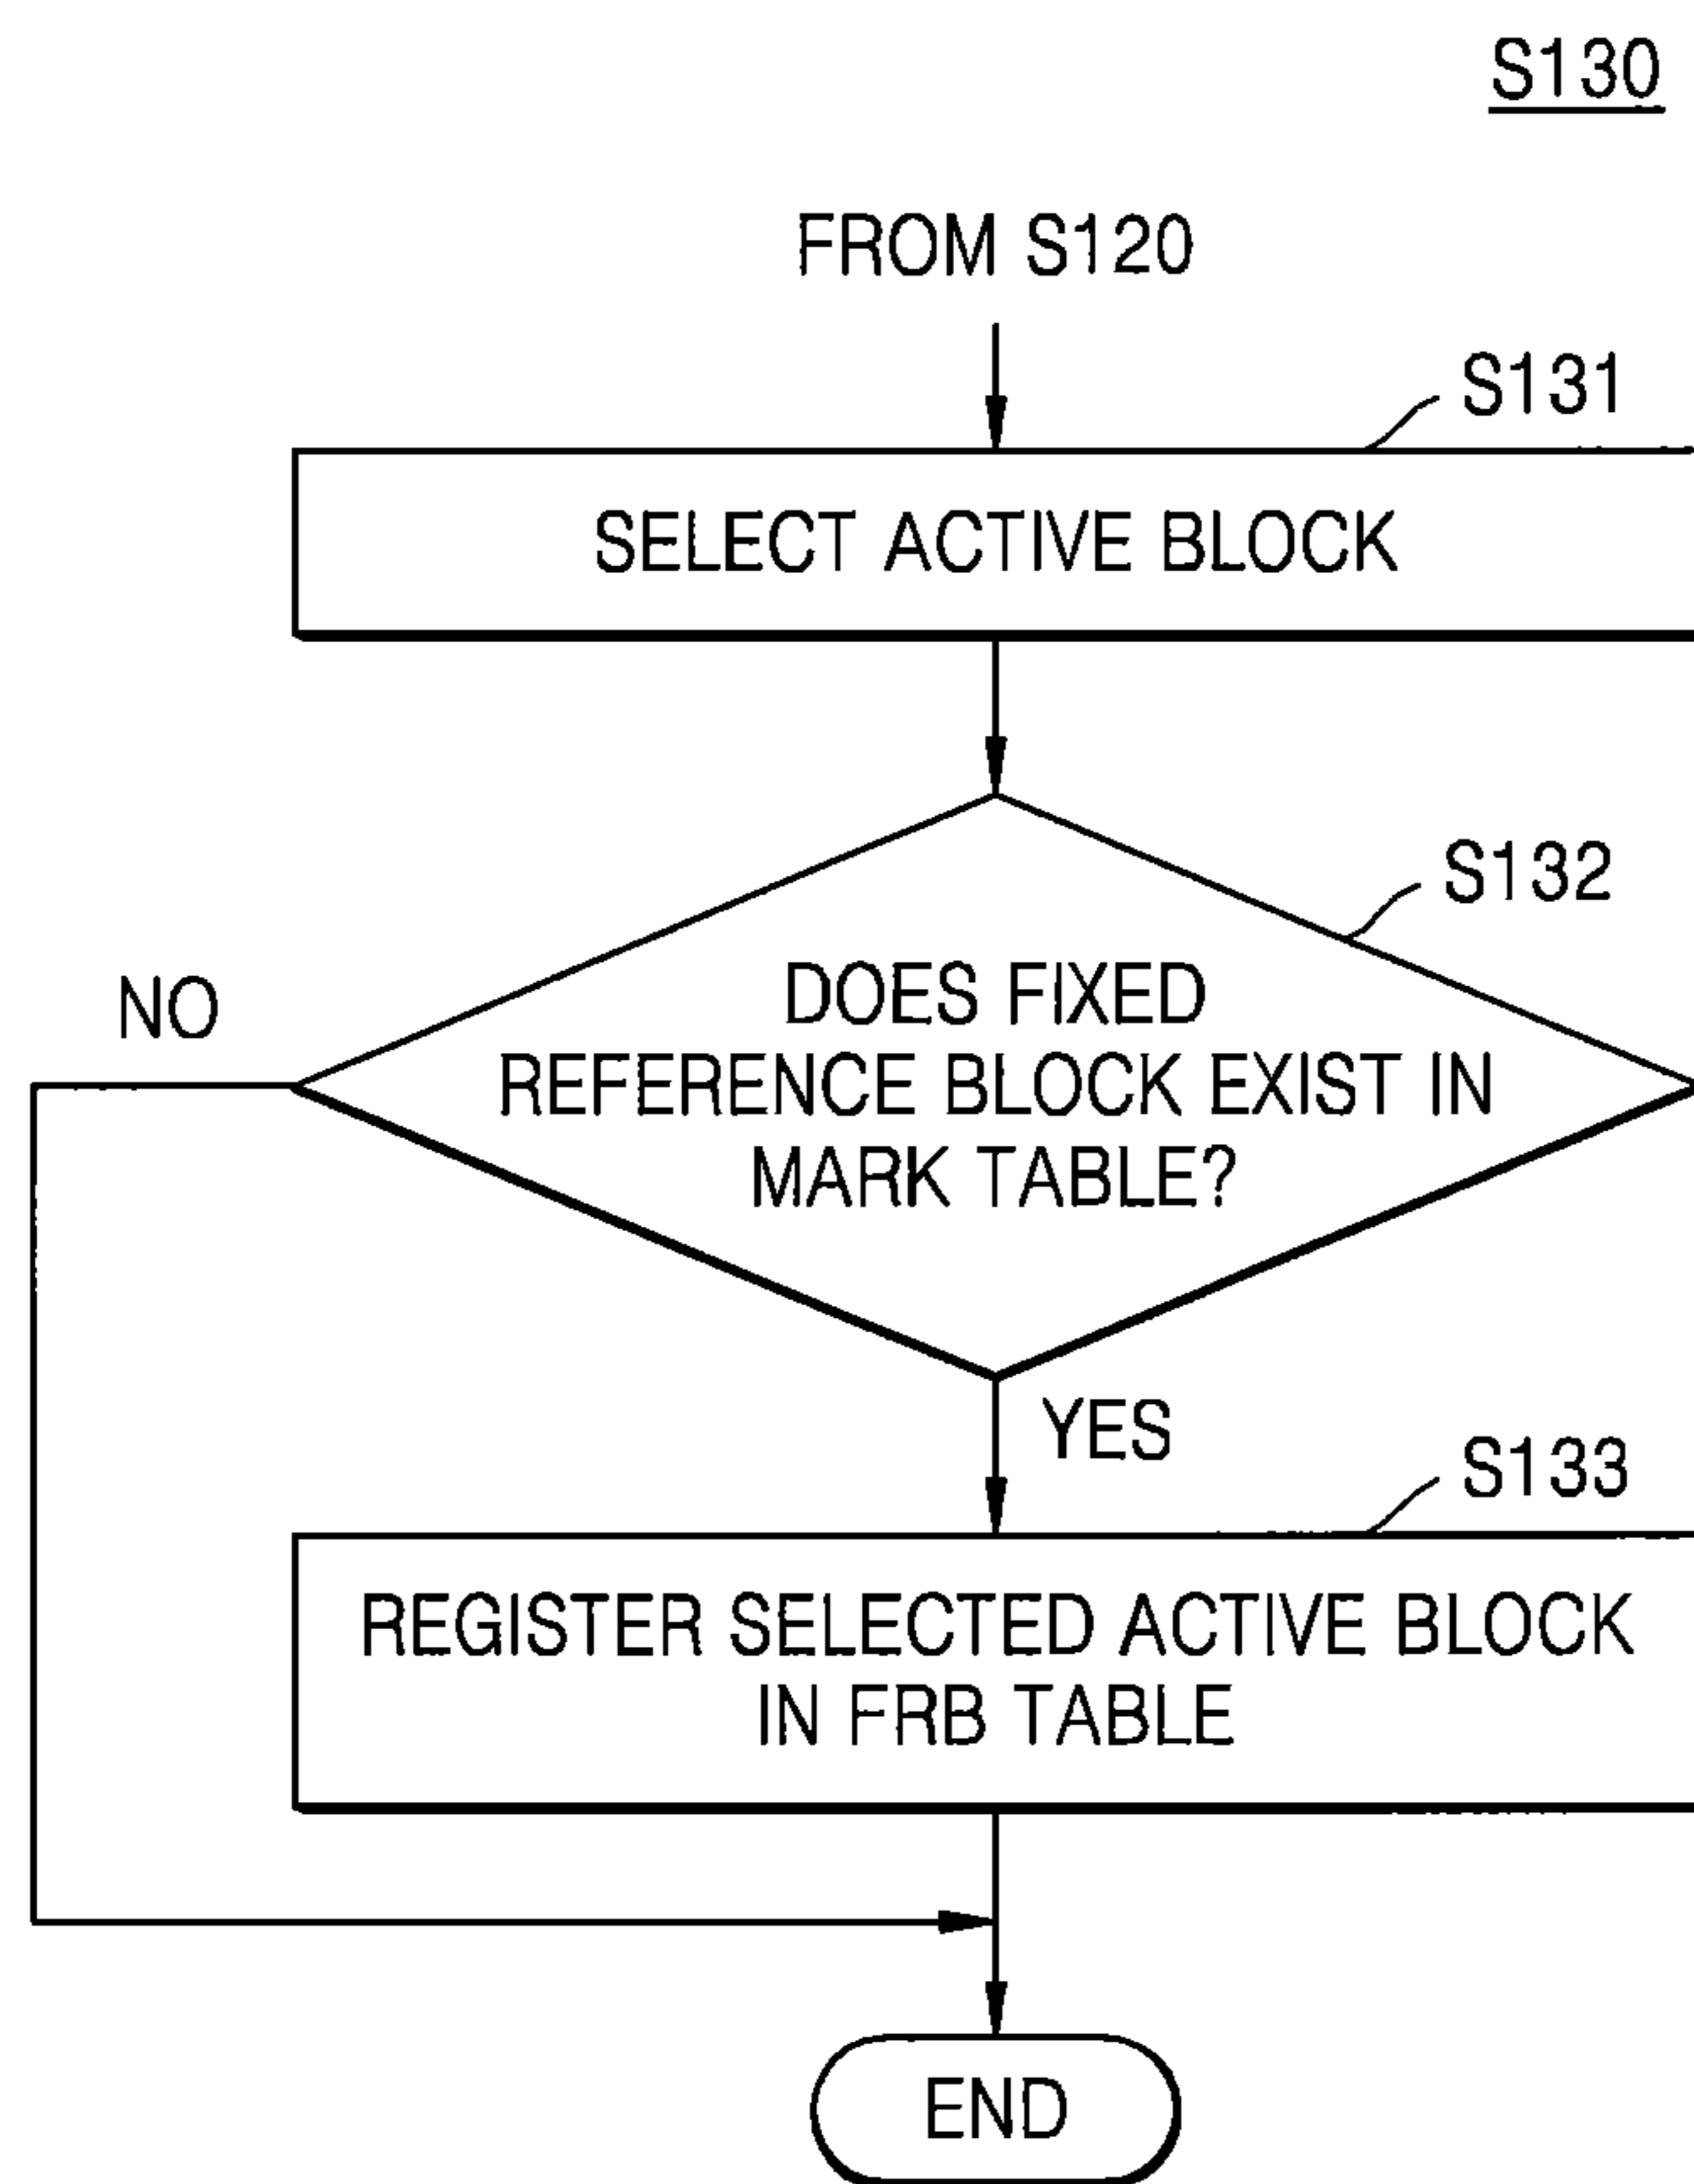 S130
FROM S120
S131
SELECT ACTIVE BLOCK
S132
DOES FIXED
REFERENCE BLOCK EXIST IN
MARK TABLE?
NO
YES
S133
REGISTER SELECTED ACTIVE BLOCK
IN FRB TABLE
END